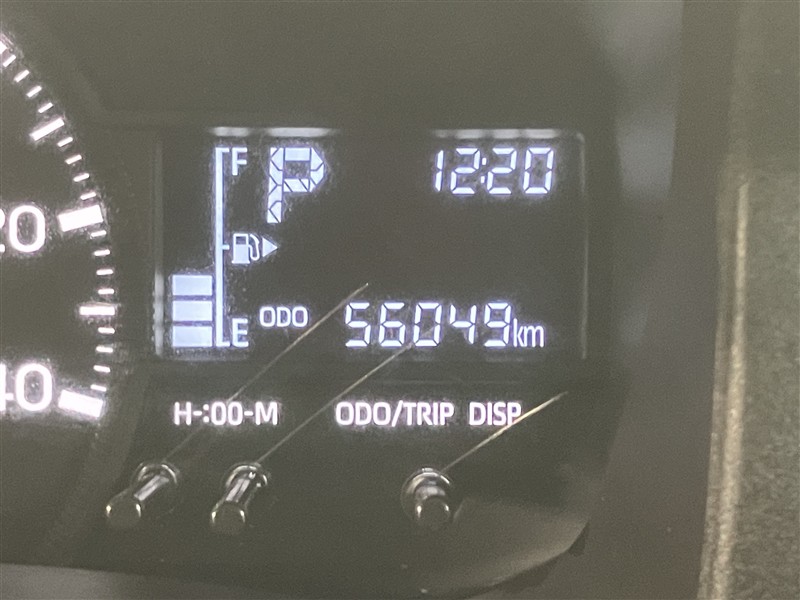 F P 12:20
20
E ODO 56049km
40
H-:00-M ODO/TRIP DISP